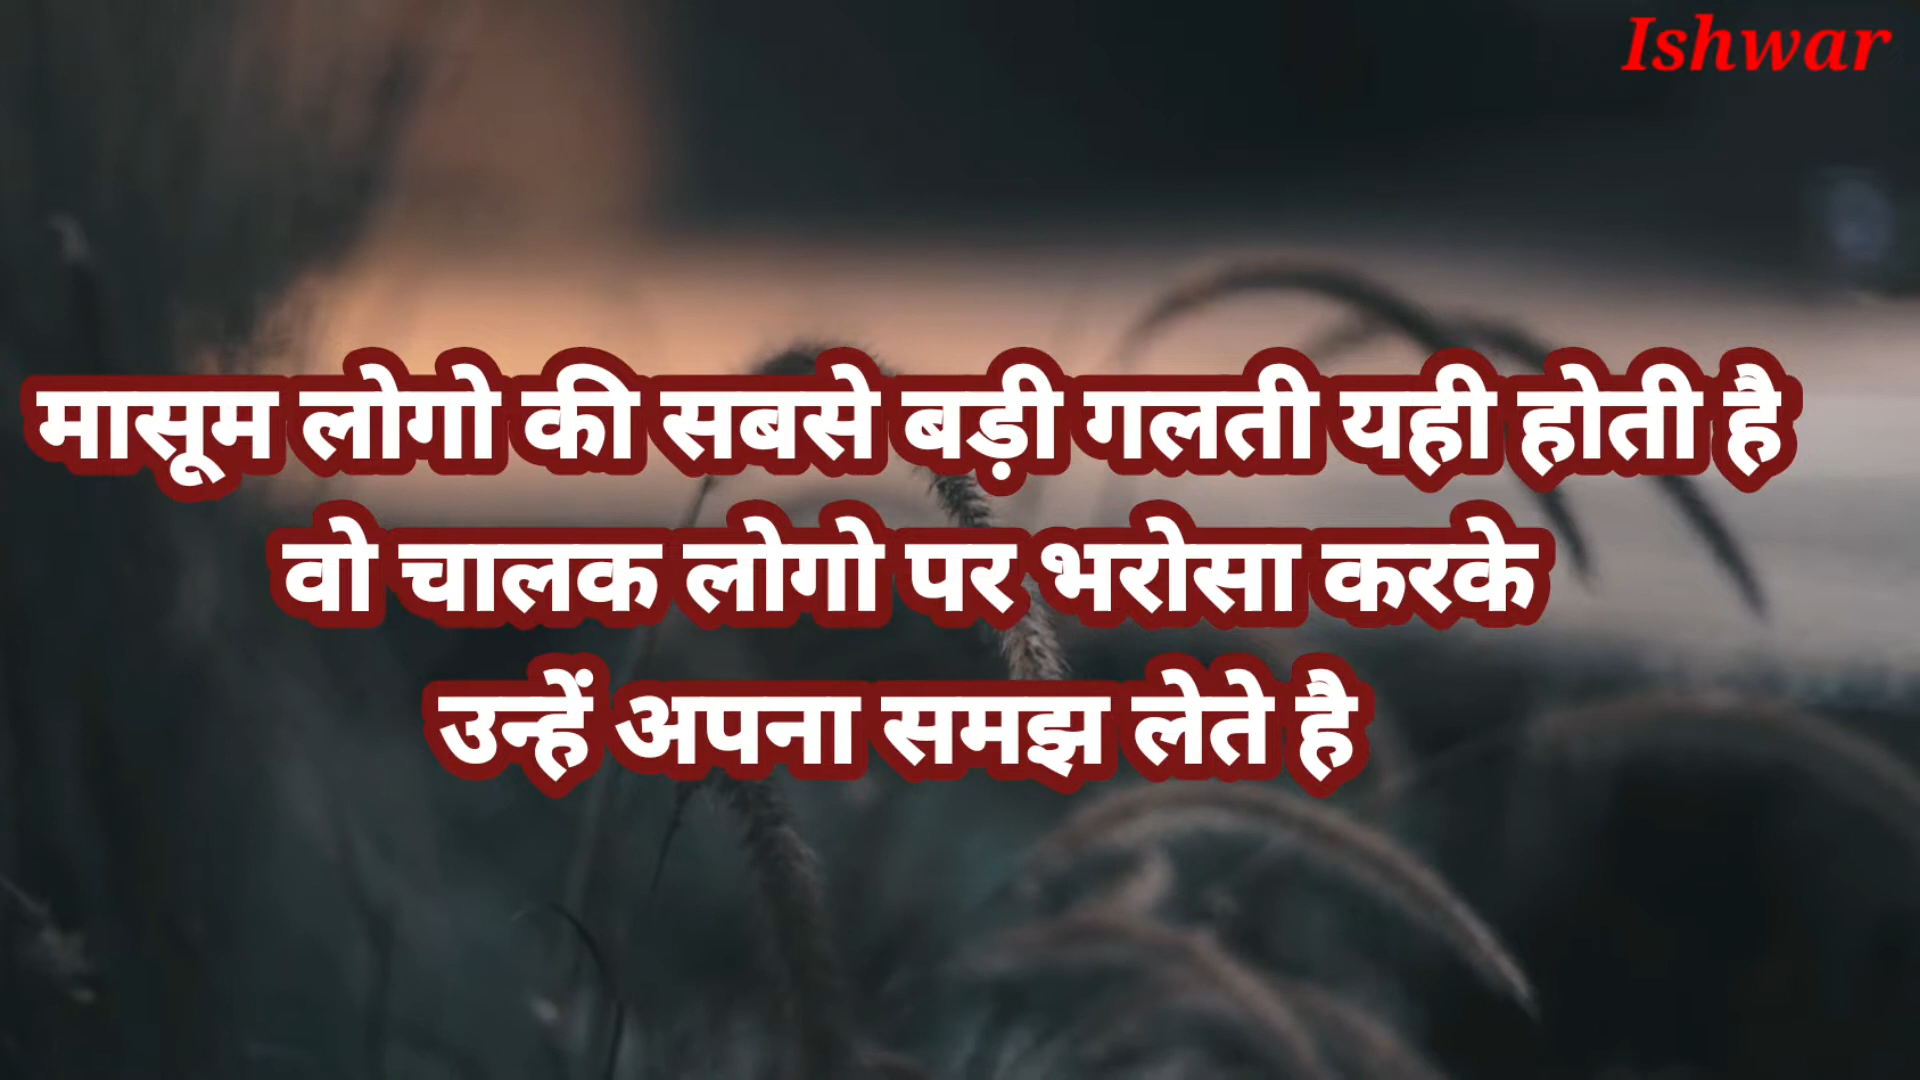 Ishwar
मासूम लोगो की सबसे बड़ी गलती यही होती है
वो चालक लोगो पर भरोसा करके
उन्हें अपना समझ लेते है